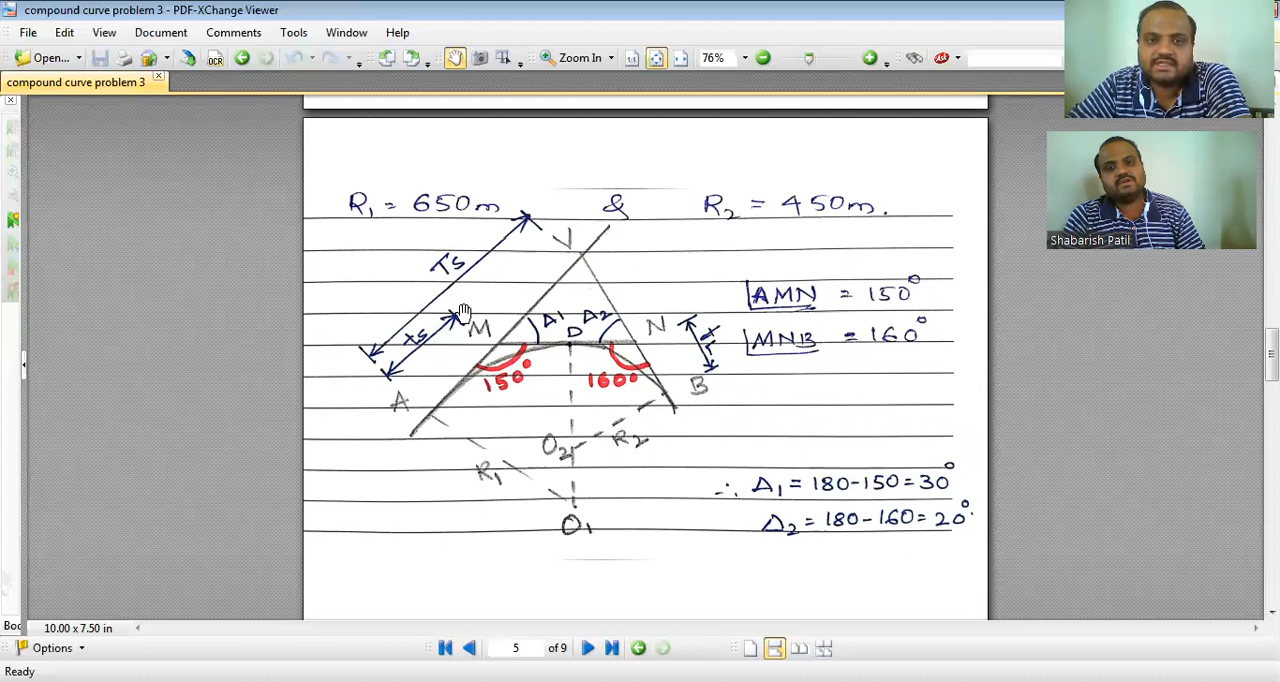 compound curve problem 3 - PDF-XChange Viewer
File Edit View Document Comments Tools Window Help
Open... OCR Zoom In 76%
compound curve problem 3
R₁ = 650m & R₂ = 450m.
V
Ts
M Δ1 D Δ2 N
ts
150° 160°
A B
O₂ R₂
R₁
O₁
AMN = 150°
MNB = 160°
∴ Δ₁ = 180-150 = 30°
Δ₂ = 180-160 = 20°.
Shabarish Patil
10.00 x 7.50 in
Options 5 of 9
Ready